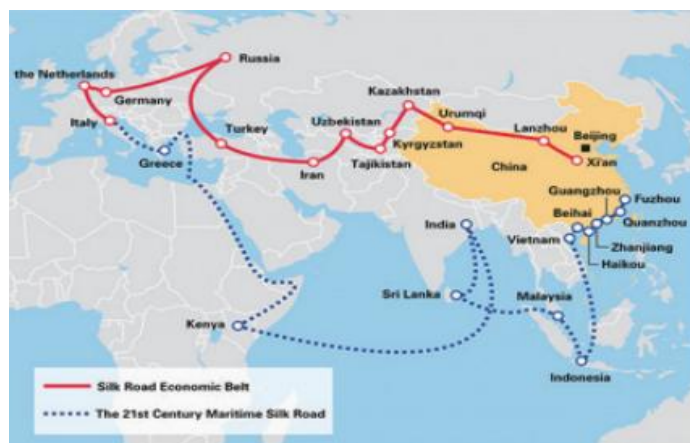 Russia
the Netherlands
Germany
Kazakhstan
Italy
Uzbekistan
Urumqi
Lanzhou
Beijing
Turkey
Kyrgyzstan
Greece
Tajikistan
Xi'an
Iran
China
Guangzhou
Fuzhou
Beihai
India
Quanzhou
Vietnam
Zhanjiang
Haikou
Sri Lanka
Malaysia
Kenya
Indonesia
Silk Road Economic Belt
The 21st Century Maritime Silk Road